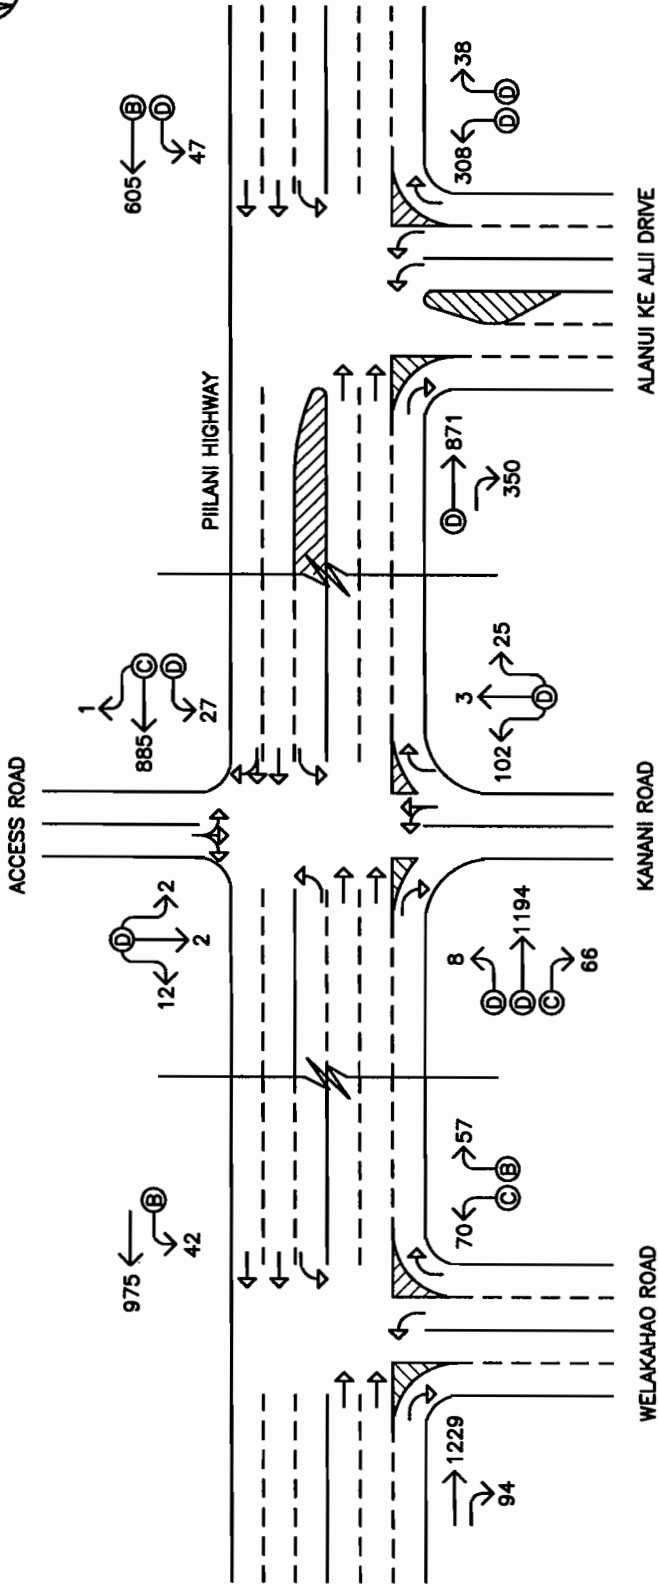 ACCESS ROAD
975
B
42
D
12
2
2
1
885
C
D
27
605
B
D
47
PIILANI HIGHWAY
1229
94
70
57
C
B
8
1194
66
D
D
C
102
3
25
D
D
871
350
308
38
D
D
WELAKAHAO ROAD
KANANI ROAD
ALANUI KE ALII DRIVE